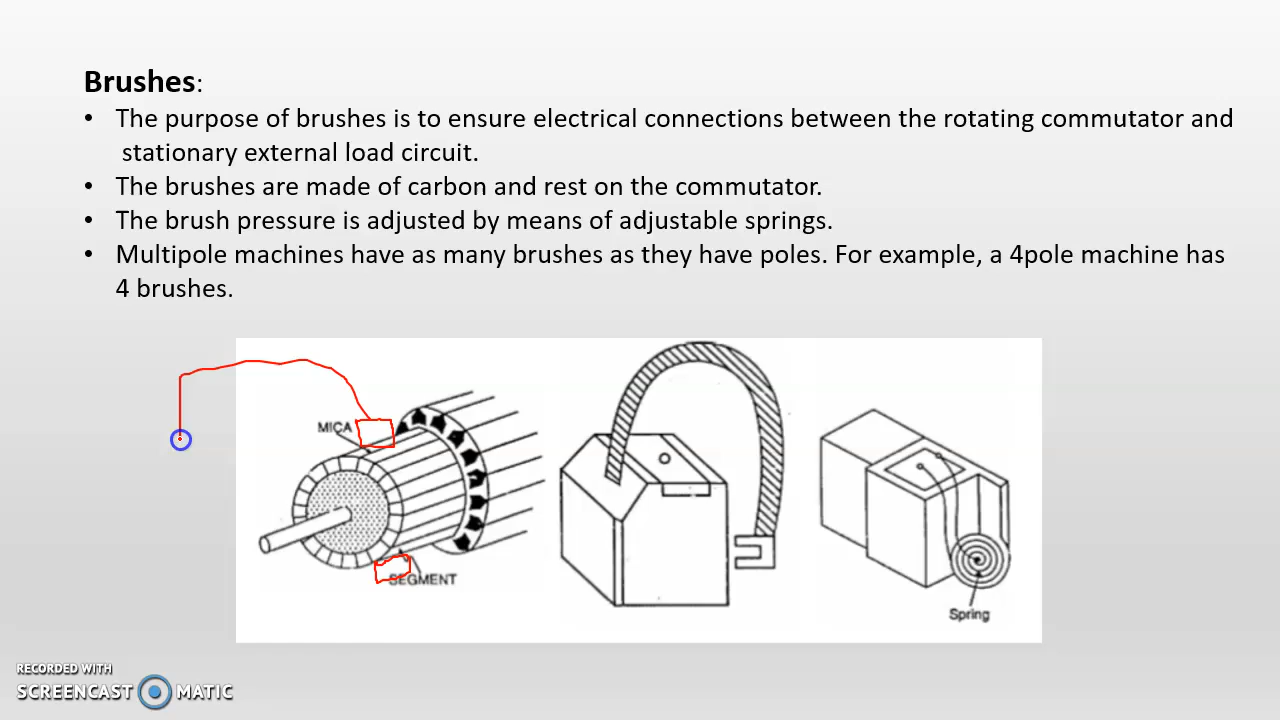 Brushes:
• The purpose of brushes is to ensure electrical connections between the rotating commutator and
stationary external load circuit.
• The brushes are made of carbon and rest on the commutator.
• The brush pressure is adjusted by means of adjustable springs.
• Multipole machines have as many brushes as they have poles. For example, a 4pole machine has
4 brushes.
MICA
SEGMENT
Spring
RECORDED WITH
SCREENCAST MATIC